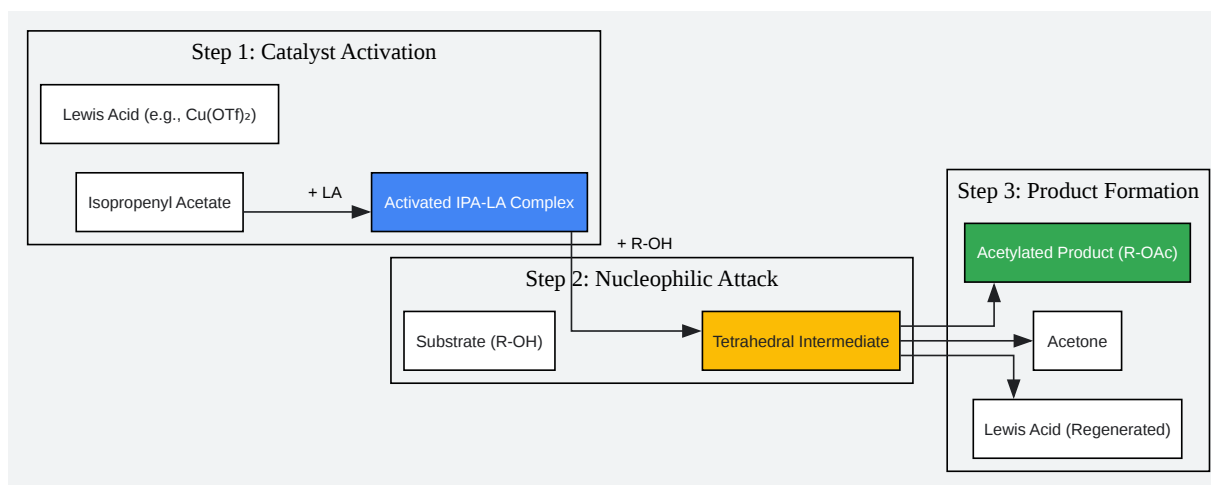 Step 1: Catalyst Activation
Lewis Acid (e.g., Cu(OTf)₂)
Isopropenyl Acetate
+ LA
Activated IPA-LA Complex
+ R-OH
Step 2: Nucleophilic Attack
Substrate (R-OH)
Tetrahedral Intermediate
Step 3: Product Formation
Acetylated Product (R-OAc)
Acetone
Lewis Acid (Regenerated)